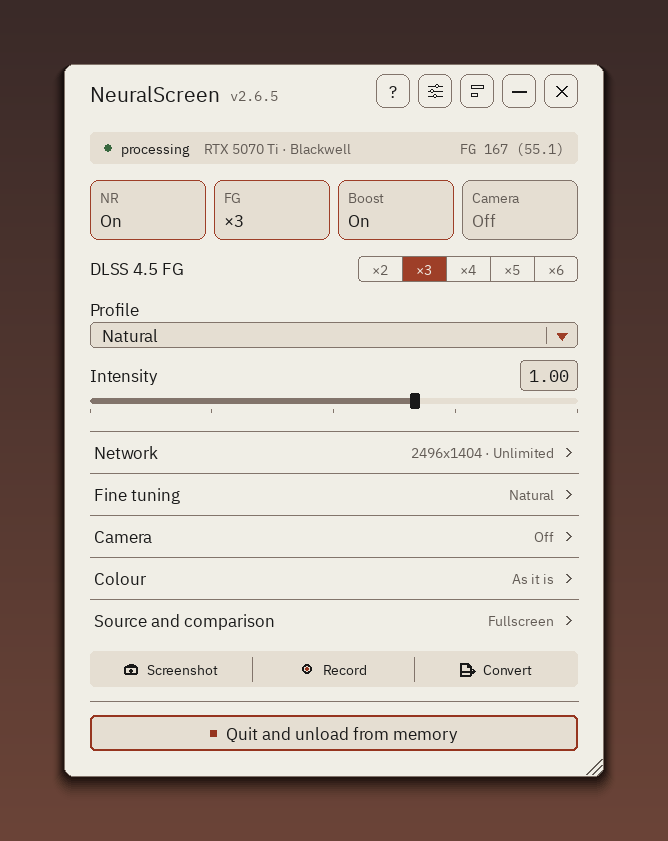 NeuralScreen v2.6.5 ?
processing RTX 5070 Ti · Blackwell FG 167 (55.1)
NR FG Boost Camera
On ×3 On Off
DLSS 4.5 FG ×2 ×3 ×4 ×5 ×6
Profile
Natural
Intensity 1.00
Network 2496x1404 · Unlimited
Fine tuning Natural
Camera Off
Colour As it is
Source and comparison Fullscreen
Screenshot Record Convert
Quit and unload from memory